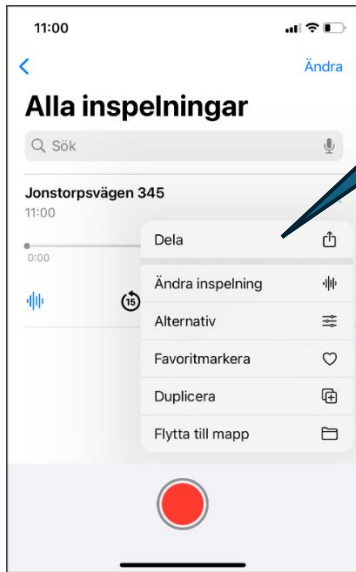 11:00
Ändra
Alla inspelningar
Sök
Jonstorpsvägen 345
11:00
Dela
0:00
Ändra inspelning
15
Alternativ
Favoritmarkera
Duplicera
Flytta till mapp